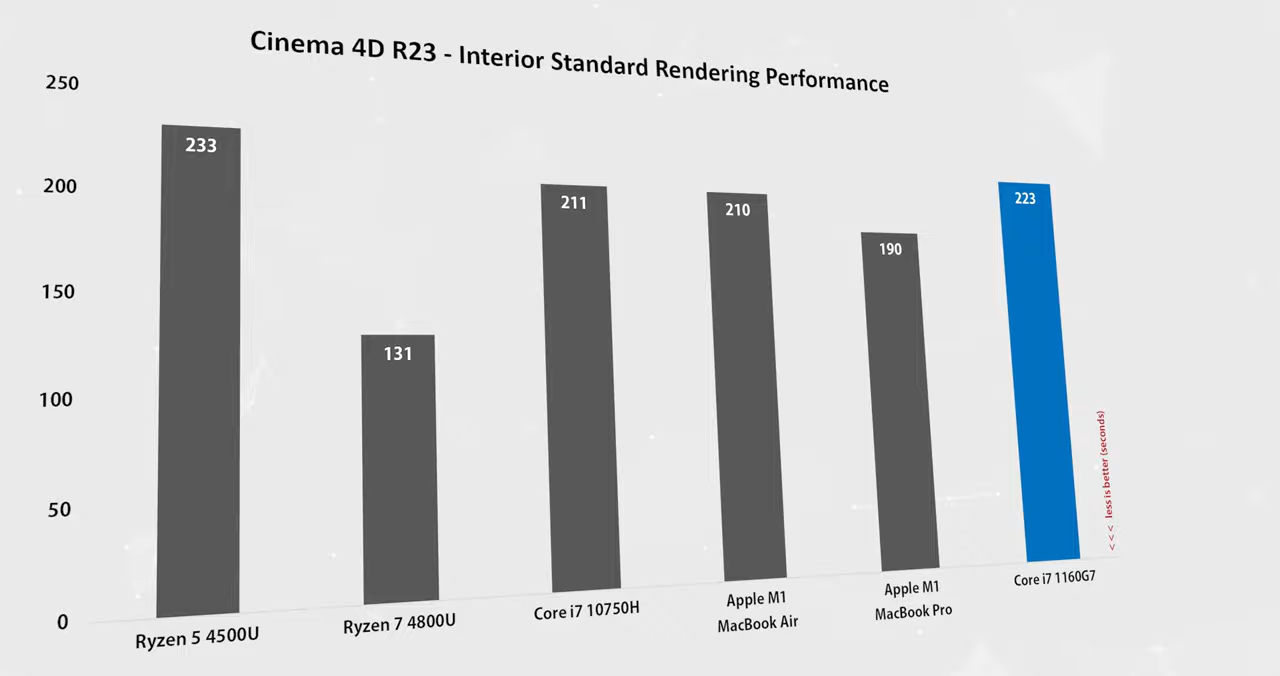 Cinema 4D R23 - Interior Standard Rendering Performance
250
200
150
100
50
0
233
131
211
210
190
223
Ryzen 5 4500U
Ryzen 7 4800U
Core i7 10750H
Apple M1
MacBook Air
Apple M1
MacBook Pro
Core i7 1160G7
< < < less is better (seconds)